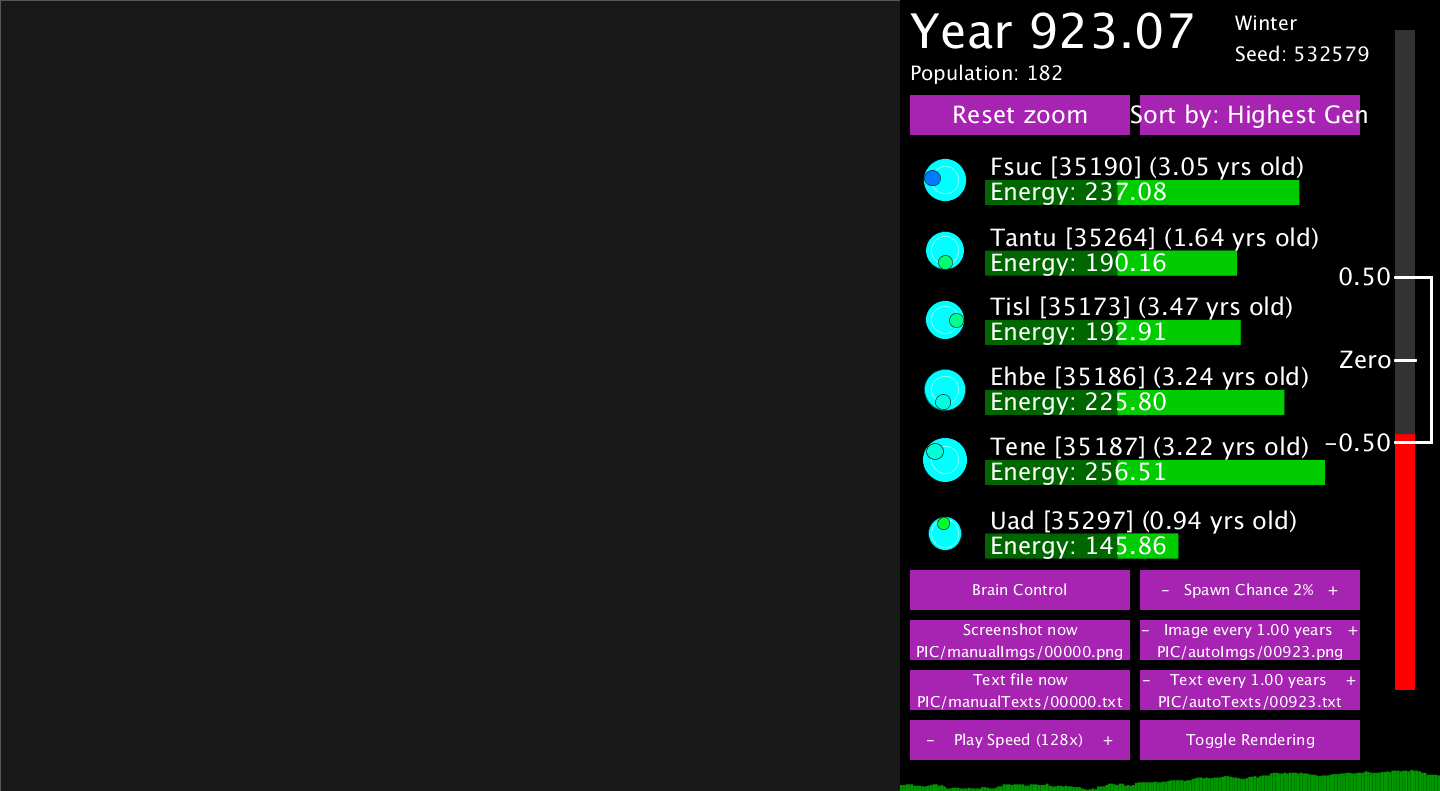 Year 923.07
Winter
Seed: 532579
Population: 182
Reset zoom
Sort by: Highest Gen
Fsuc [35190] (3.05 yrs old)
Energy: 237.08
Tantu [35264] (1.64 yrs old)
Energy: 190.16
Tisl [35173] (3.47 yrs old)
Energy: 192.91
Ehbe [35186] (3.24 yrs old)
Energy: 225.80
Tene [35187] (3.22 yrs old)
Energy: 256.51
Uad [35297] (0.94 yrs old)
Energy: 145.86
0.50
Zero
-0.50
Brain Control
- Spawn Chance 2% +
Screenshot now
PIC/manualImgs/00000.png
- Image every 1.00 years +
PIC/autoImgs/00923.png
Text file now
PIC/manualTexts/00000.txt
- Text every 1.00 years +
PIC/autoTexts/00923.txt
- Play Speed (128x) +
Toggle Rendering